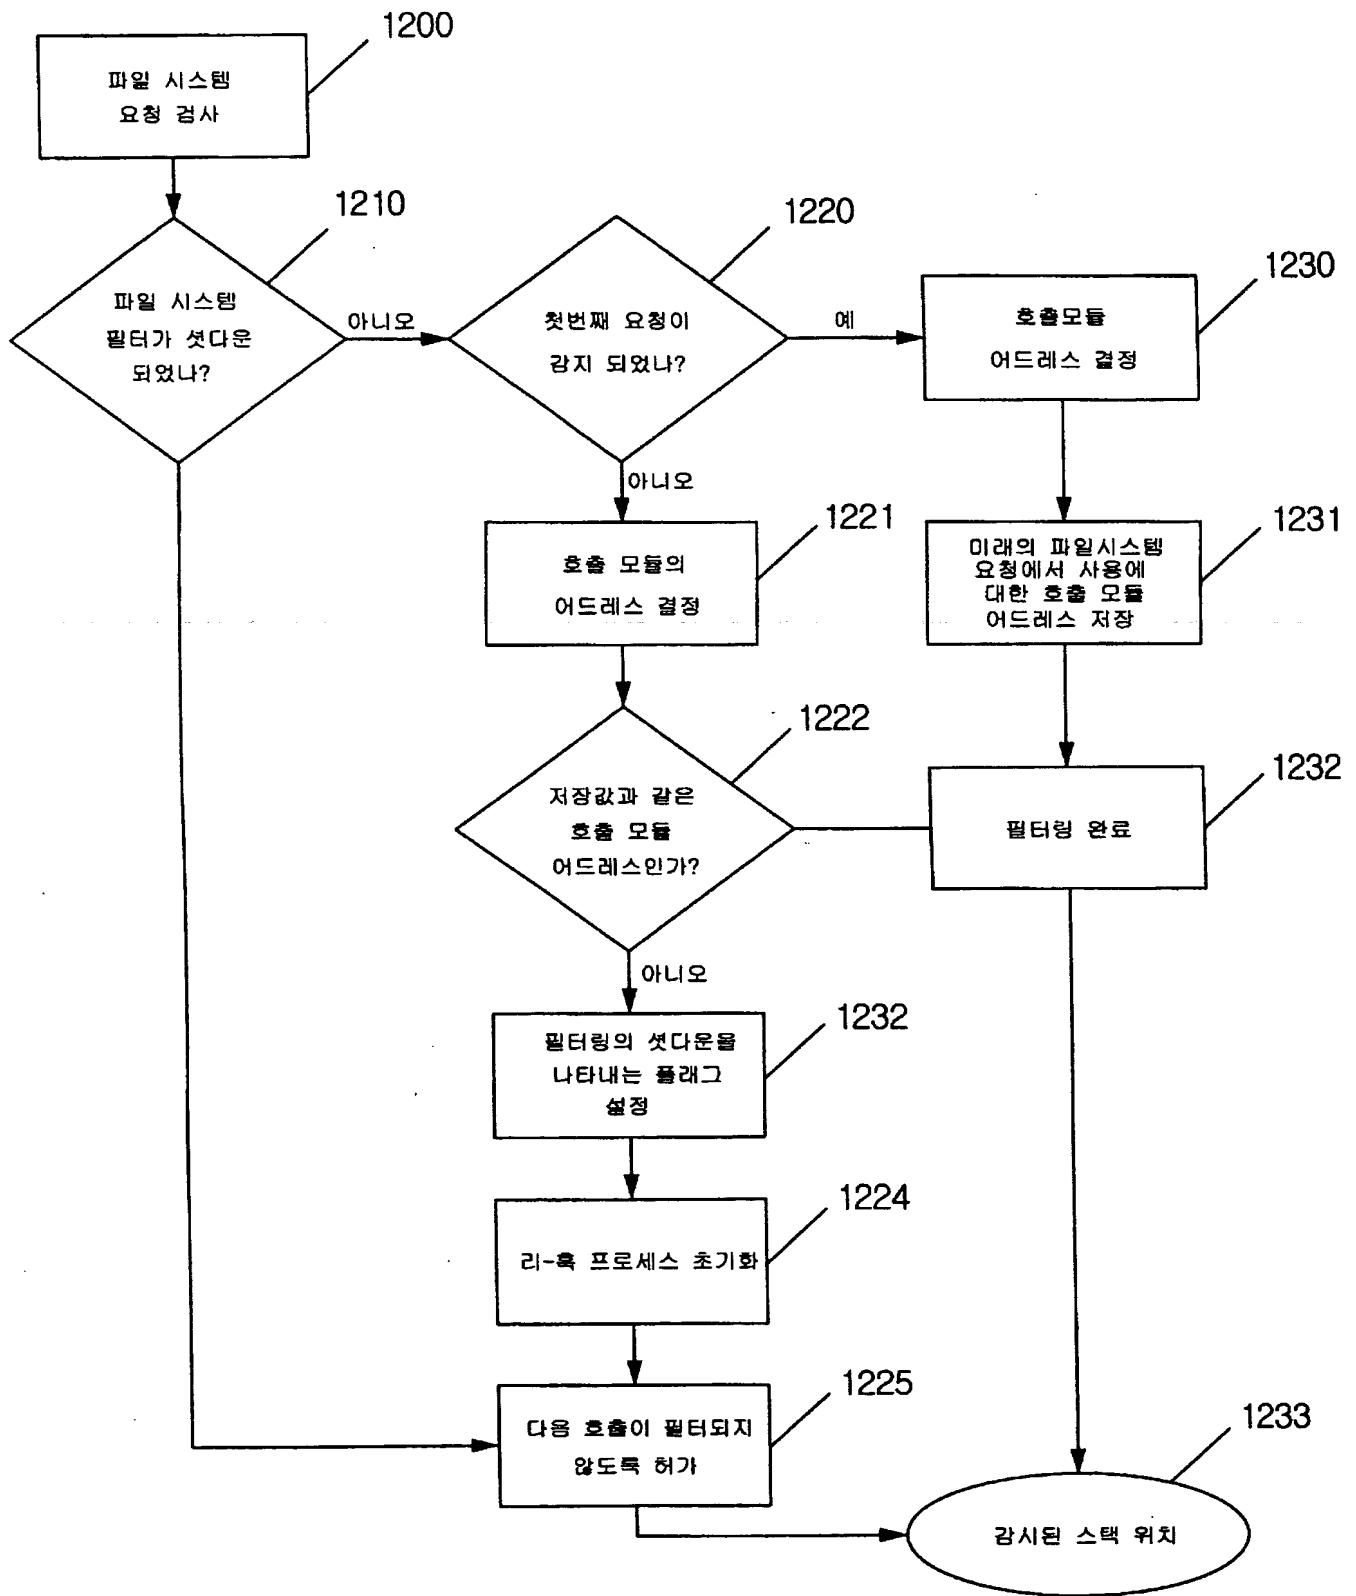 1200
파일 시스템
요청 검사
1210
파일 시스템
필터가 셧다운
되었나?
아니오
1220
첫번째 요청이
감지 되었나?
예
1230
호출모듈
어드레스 결정
아니오
1221
호출 모듈의
어드레스 결정
1231
미래의 파일시스템
요청에서 사용에
대한 호출 모듈
어드레스 저장
1222
저장값과 같은
호출 모듈
어드레스인가?
1232
필터링 완료
아니오
1232
필터링의 셧다운을
나타내는 플래그
설정
1224
리-훅 프로세스 초기화
1225
다음 호출이 필터되지
않도록 허가
1233
감시된 스택 위치